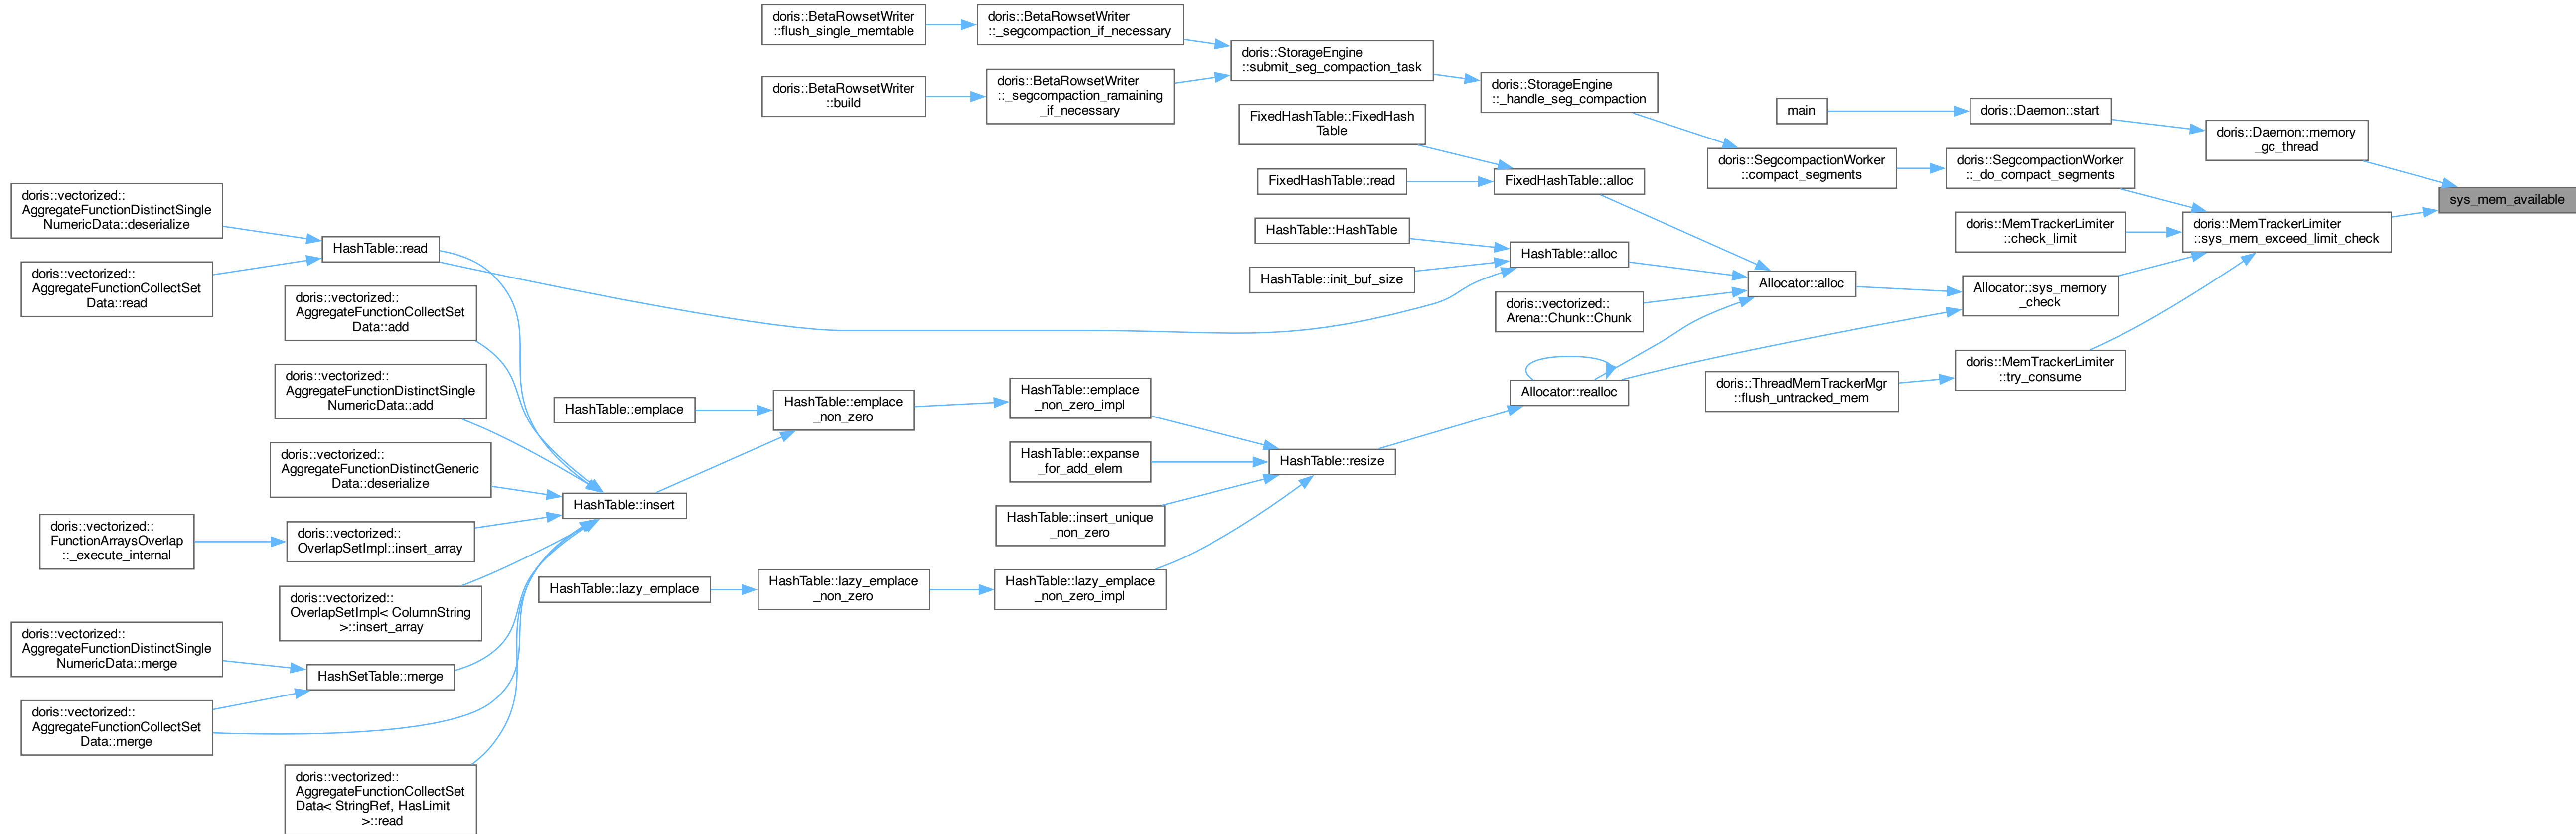 doris::BetaRowsetWriter
::flush_single_memtable
doris::BetaRowsetWriter
::_segcompaction_if_necessary
doris::StorageEngine
::submit_seg_compaction_task
doris::BetaRowsetWriter
::build
doris::BetaRowsetWriter
::_segcompaction_ramaining
_if_necessary
doris::StorageEngine
::_handle_seg_compaction
main
doris::Daemon::start
doris::Daemon::memory
_gc_thread
FixedHashTable::FixedHash
Table
doris::SegcompactionWorker
::compact_segments
doris::SegcompactionWorker
::_do_compact_segments
FixedHashTable::read
FixedHashTable::alloc
sys_mem_available
doris::vectorized::
AggregateFunctionDistinctSingle
NumericData::deserialize
HashTable::read
HashTable::HashTable
HashTable::alloc
doris::MemTrackerLimiter
::check_limit
doris::MemTrackerLimiter
::sys_mem_exceed_limit_check
doris::vectorized::
AggregateFunctionCollectSet
Data::read
HashTable::init_buf_size
Allocator::alloc
Allocator::sys_memory
_check
doris::vectorized::
AggregateFunctionCollectSet
Data::add
doris::vectorized::
Arena::Chunk::Chunk
doris::MemTrackerLimiter
::try_consume
doris::vectorized::
AggregateFunctionDistinctSingle
NumericData::add
HashTable::emplace
HashTable::emplace
_non_zero
HashTable::emplace
_non_zero_impl
Allocator::realloc
doris::ThreadMemTrackerMgr
::flush_untracked_mem
doris::vectorized::
AggregateFunctionDistinctGeneric
Data::deserialize
HashTable::expanse
_for_add_elem
HashTable::resize
HashTable::insert
doris::vectorized::
FunctionArraysOverlap
::_execute_internal
doris::vectorized::
OverlapSetImpl::insert_array
HashTable::insert_unique
_non_zero
doris::vectorized::
OverlapSetImpl< ColumnString
>::insert_array
HashTable::lazy_emplace
HashTable::lazy_emplace
_non_zero
HashTable::lazy_emplace
_non_zero_impl
doris::vectorized::
AggregateFunctionDistinctSingle
NumericData::merge
HashSetTable::merge
doris::vectorized::
AggregateFunctionCollectSet
Data::merge
doris::vectorized::
AggregateFunctionCollectSet
Data< StringRef, HasLimit
>::read